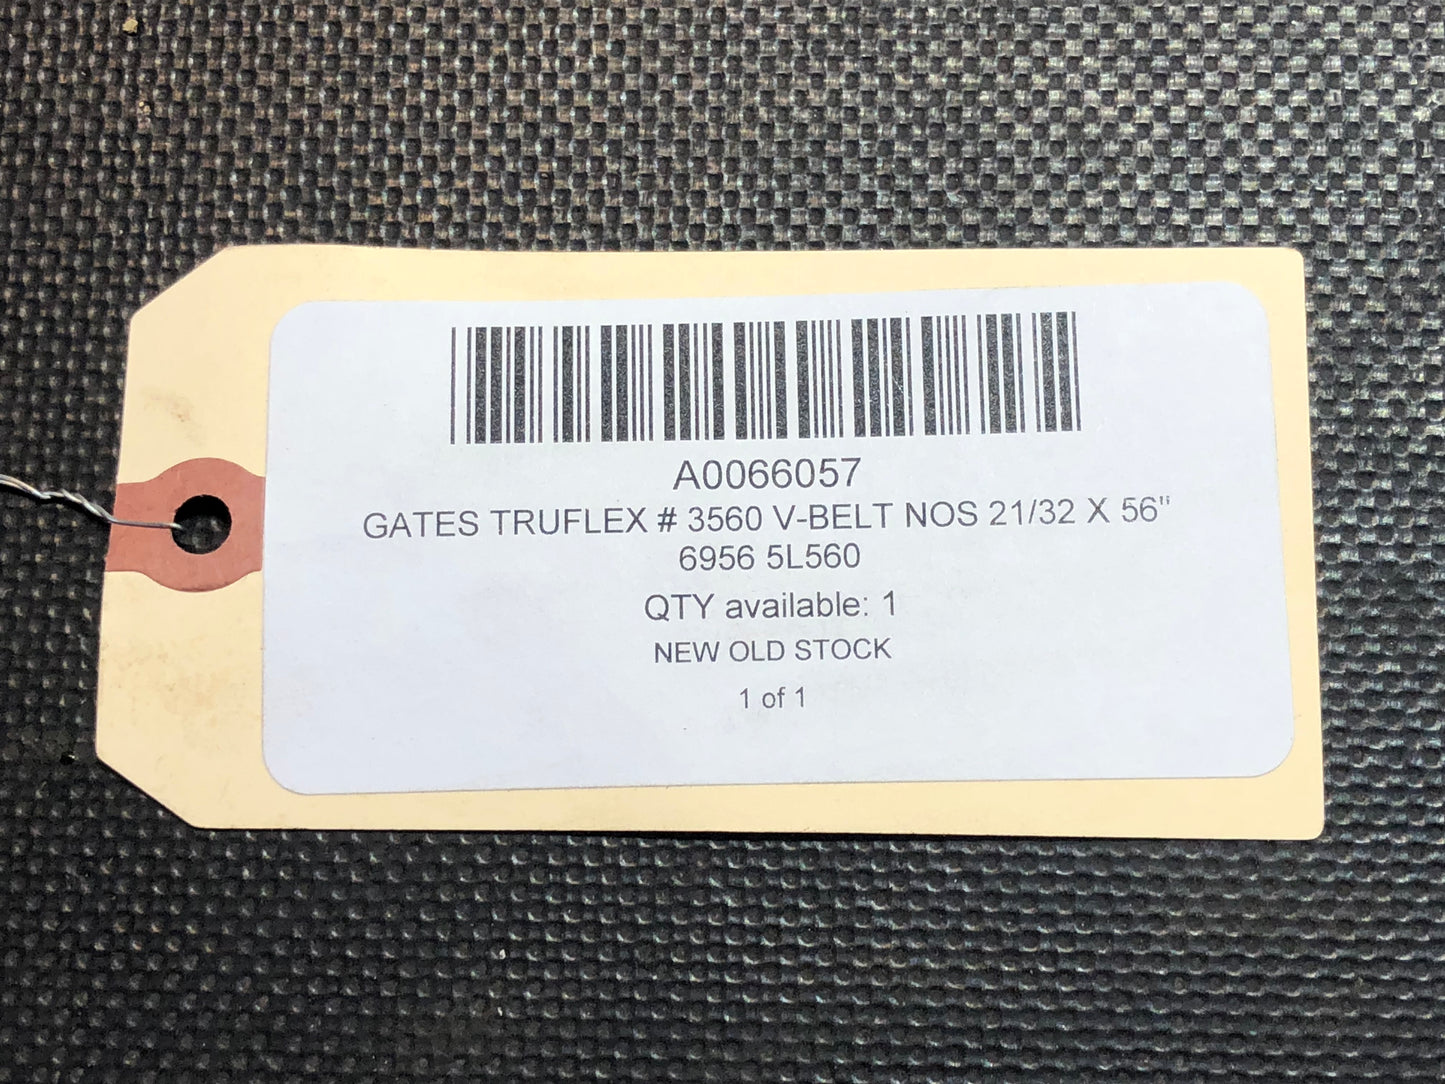 A0066057
GATES TRUFLEX # 3560 V-BELT NOS 21/32 X 56"
6956 5L560
QTY available: 1
NEW OLD STOCK
1 of 1